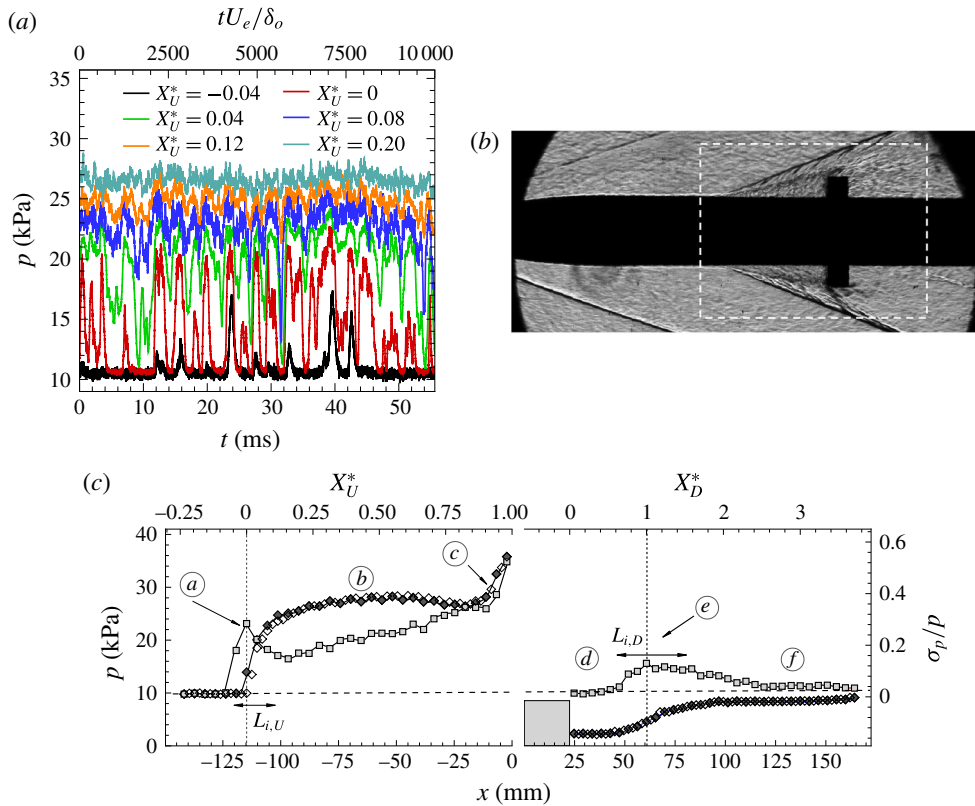 (a)
tU_e/δ_o
0 2500 5000 7500 10 000
35
30
25
20
15
10
p (kPa)
X*_U = −0.04
X*_U = 0
X*_U = 0.04
X*_U = 0.08
X*_U = 0.12
X*_U = 0.20
0 10 20 30 40 50
t (ms)
(b)
(c)
X*_U
X*_D
−0.25 0 0.25 0.50 0.75 1.00
0 1 2 3
40
30
20
10
0
p (kPa)
a
b
c
L_{i,U}
d
e
f
L_{i,D}
0.6
0.4
0.2
0
σ_p/p
−125 −100 −75 −50 −25 0
25 50 75 100 125 150
x (mm)